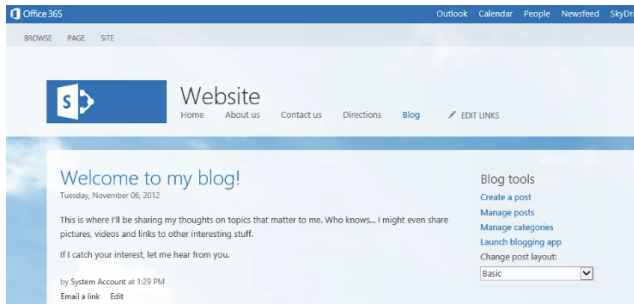 Office 365
Outlook Calendar People Newsfeed
BROWSE PAGE SITE
S
Website
Home About us Contact us Directions Blog EDIT LINKS
Welcome to my blog!
Tuesday, November 06, 2012
This is where I'll be sharing my thoughts on topics that matter to me. Who knows... I might even share
pictures, videos and links to other interesting stuff.
If I catch your interest, let me hear from you.
by System Account at 1:29 PM
Email a link Edit
Blog tools
Create a post
Manage posts
Manage categories
Launch blogging app
Change post layout:
Basic